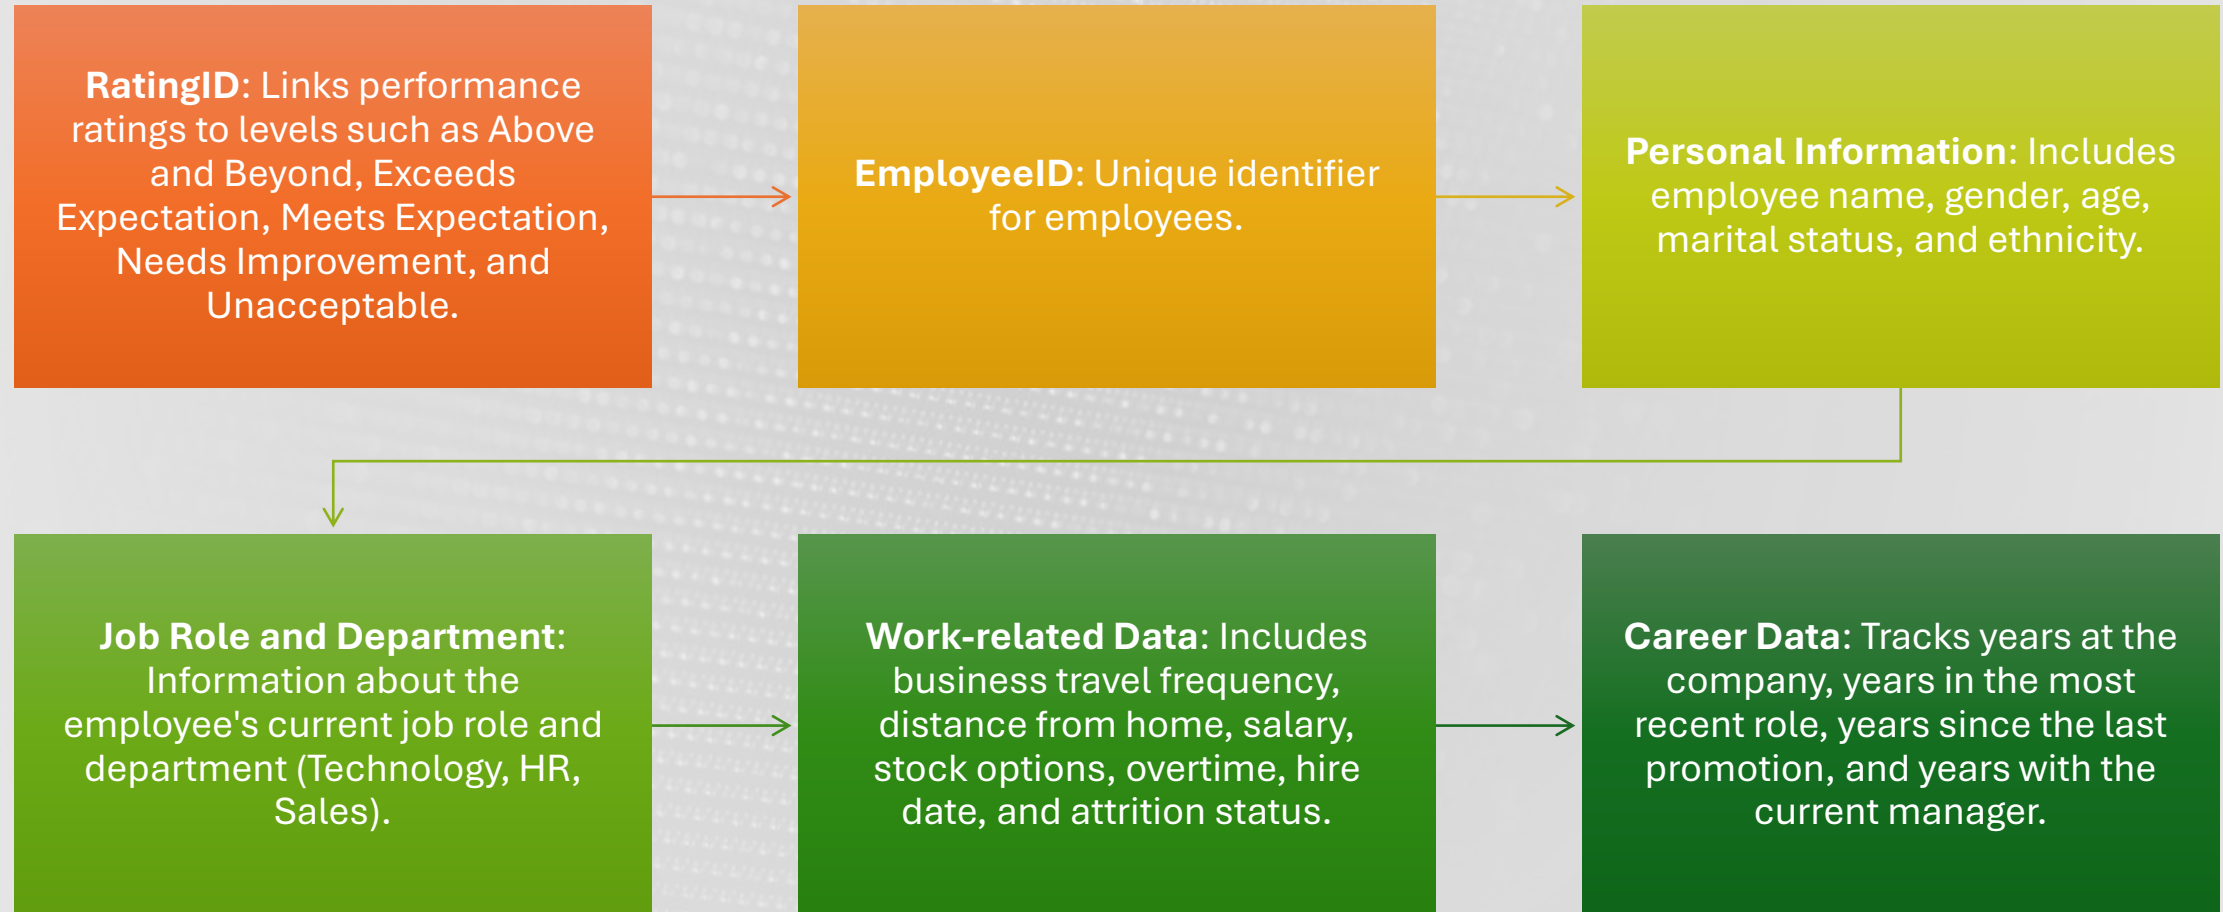 RatingID: Links performance
ratings to levels such as Above
and Beyond, Exceeds
Expectation, Meets Expectation,
Needs Improvement, and
Unacceptable.
EmployeeID: Unique identifier
for employees.
Personal Information: Includes
employee name, gender, age,
marital status, and ethnicity.
Job Role and Department:
Information about the
employee's current job role and
department (Technology, HR,
Sales).
Work-related Data: Includes
business travel frequency,
distance from home, salary,
stock options, overtime, hire
date, and attrition status.
Career Data: Tracks years at the
company, years in the most
recent role, years since the last
promotion, and years with the
current manager.